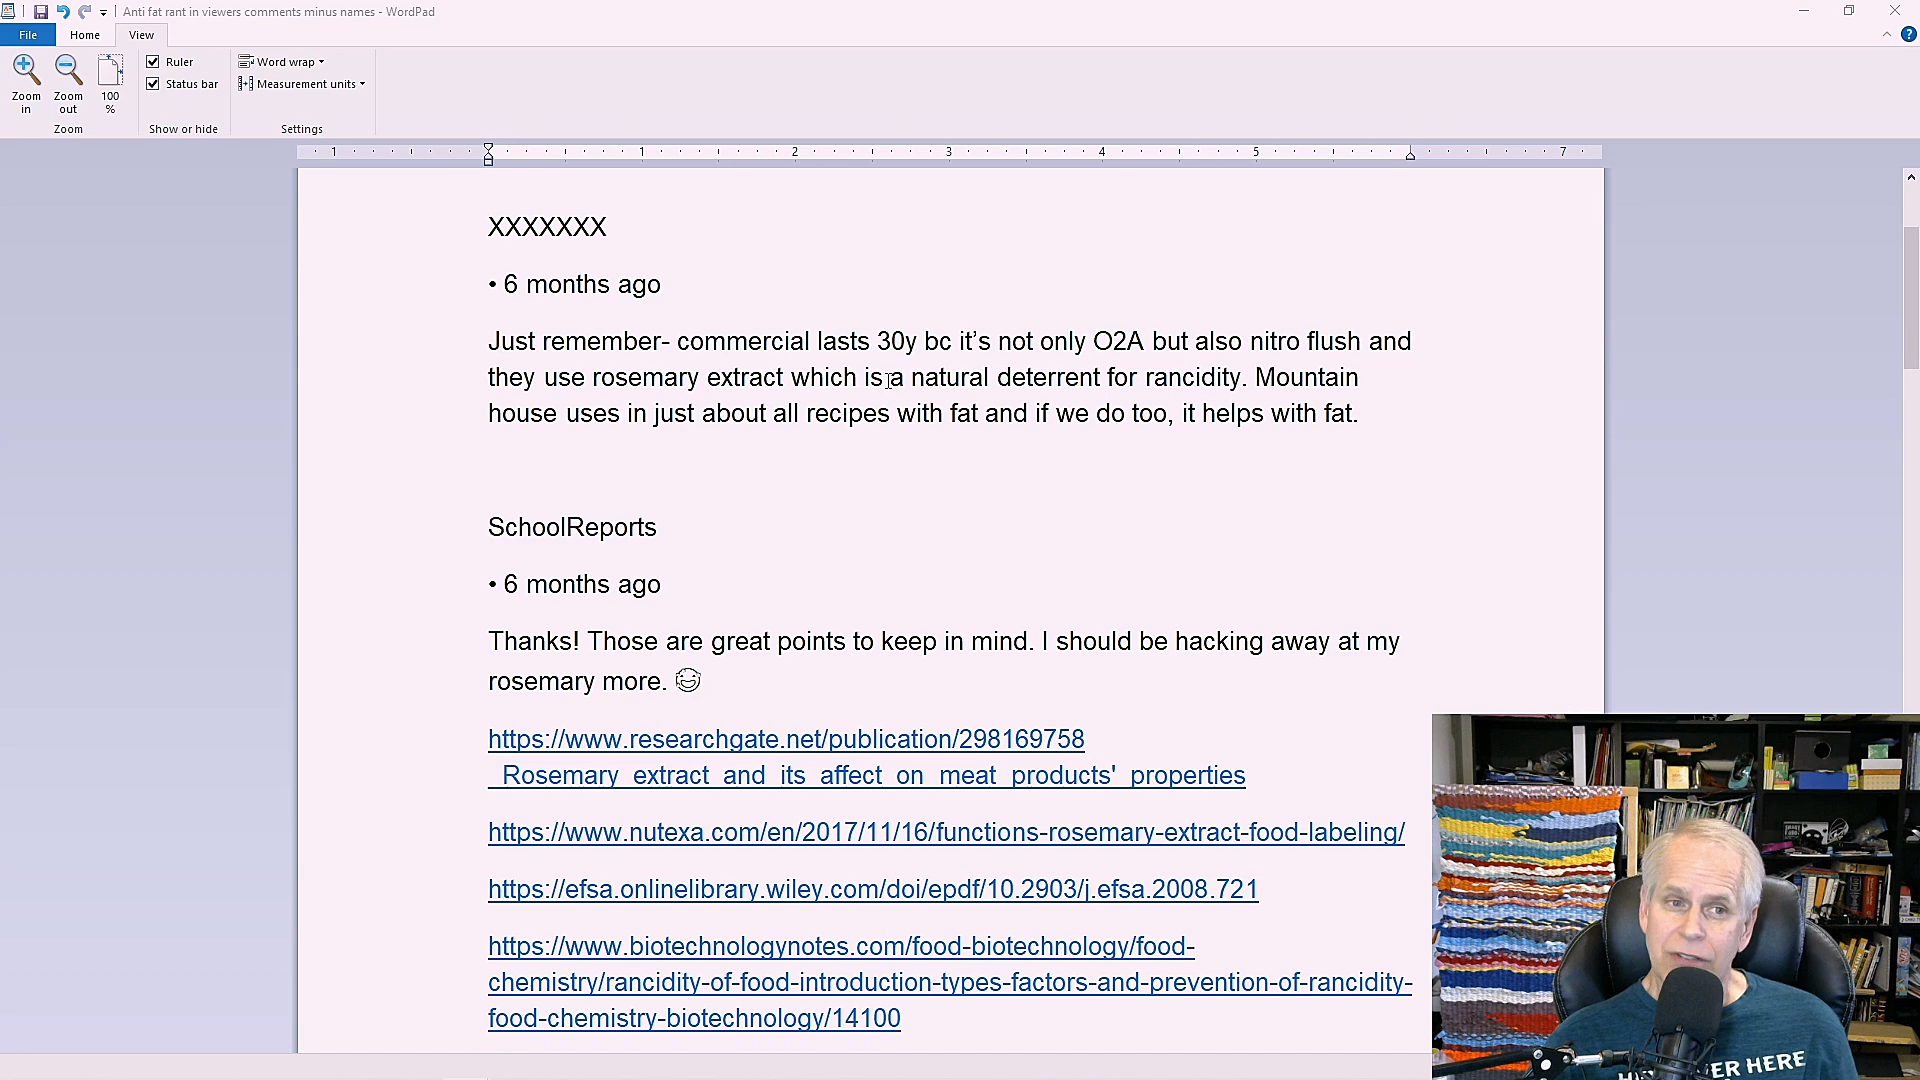 Anti fat rant in viewers comments minus names - WordPad
File Home View
Zoom in
Zoom out
100 %
Ruler
Status bar
Word wrap
Measurement units
Zoom
Show or hide
Settings
1 1 2 3 4 5 7
XXXXXXX
• 6 months ago
Just remember- commercial lasts 30y bc it’s not only O2A but also nitro flush and
they use rosemary extract which is a natural deterrent for rancidity. Mountain
house uses in just about all recipes with fat and if we do too, it helps with fat.
SchoolReports
• 6 months ago
Thanks! Those are great points to keep in mind. I should be hacking away at my
rosemary more. 😅
https://www.researchgate.net/publication/298169758
_Rosemary_extract_and_its_affect_on_meat_products'_properties
https://www.nutexa.com/en/2017/11/16/functions-rosemary-extract-food-labeling/
https://efsa.onlinelibrary.wiley.com/doi/epdf/10.2903/j.efsa.2008.721
https://www.biotechnologynotes.com/food-biotechnology/food-
chemistry/rancidity-of-food-introduction-types-factors-and-prevention-of-rancidity-
food-chemistry-biotechnology/14100
HERE